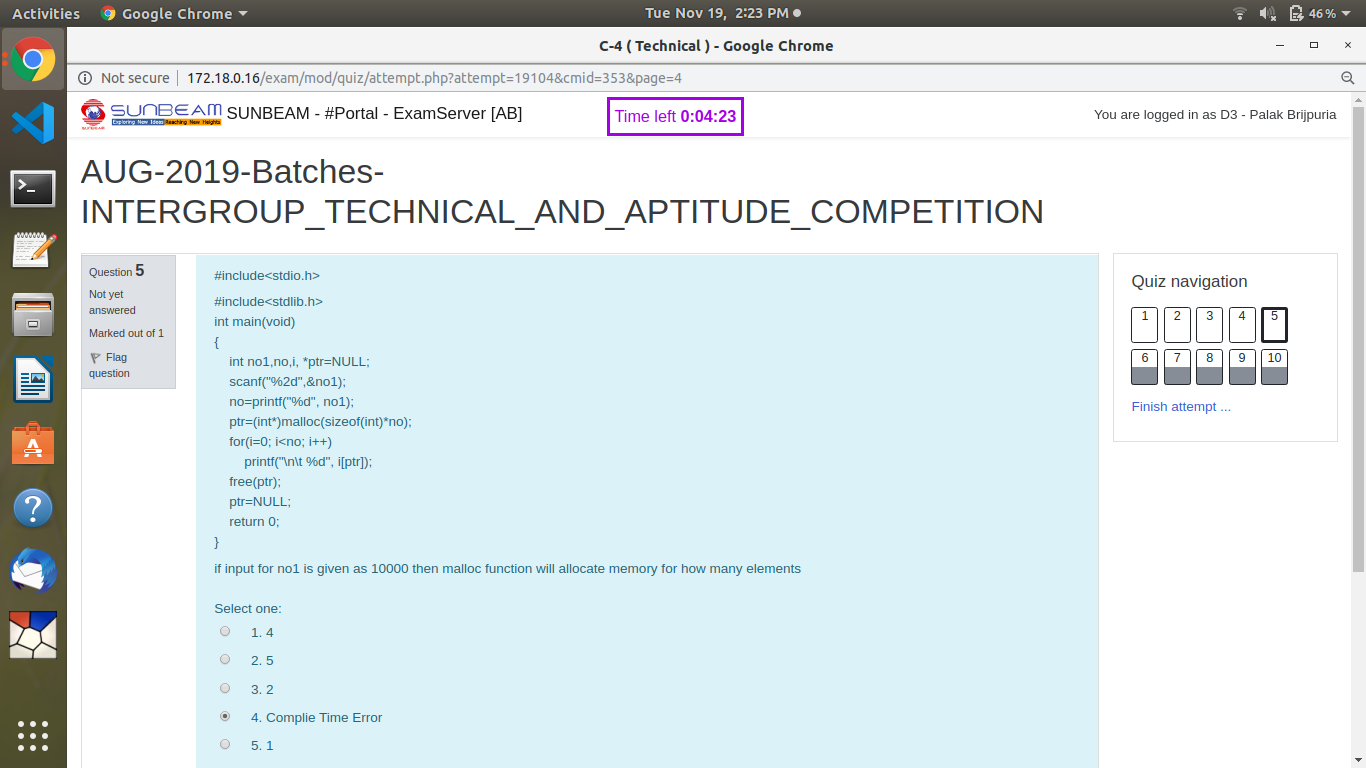 Activities
Google Chrome
Tue Nov 19, 2:23 PM
46%
C-4 ( Technical ) - Google Chrome
Not secure
172.18.0.16/exam/mod/quiz/attempt.php?attempt=19104&cmid=353&page=4
SUNBEAM
Exploring New Ideas Reaching New Heights
SUNBEAM - #Portal - ExamServer [AB]
Time left 0:04:23
You are logged in as D3 - Palak Brijpuria
AUG-2019-Batches-
INTERGROUP_TECHNICAL_AND_APTITUDE_COMPETITION
Question 5
Not yet
answered
Marked out of 1
Flag
question
#include<stdio.h>
#include<stdlib.h>
int main(void)
{
int no1,no,i, *ptr=NULL;
scanf("%2d",&no1);
no=printf("%d", no1);
ptr=(int*)malloc(sizeof(int)*no);
for(i=0; i<no; i++)
printf("\n\t %d", i[ptr]);
free(ptr);
ptr=NULL;
return 0;
}
if input for no1 is given as 10000 then malloc function will allocate memory for how many elements
Select one:
1. 4
2. 5
3. 2
4. Complie Time Error
5. 1
Quiz navigation
1 2 3 4 5
6 7 8 9 10
Finish attempt ...